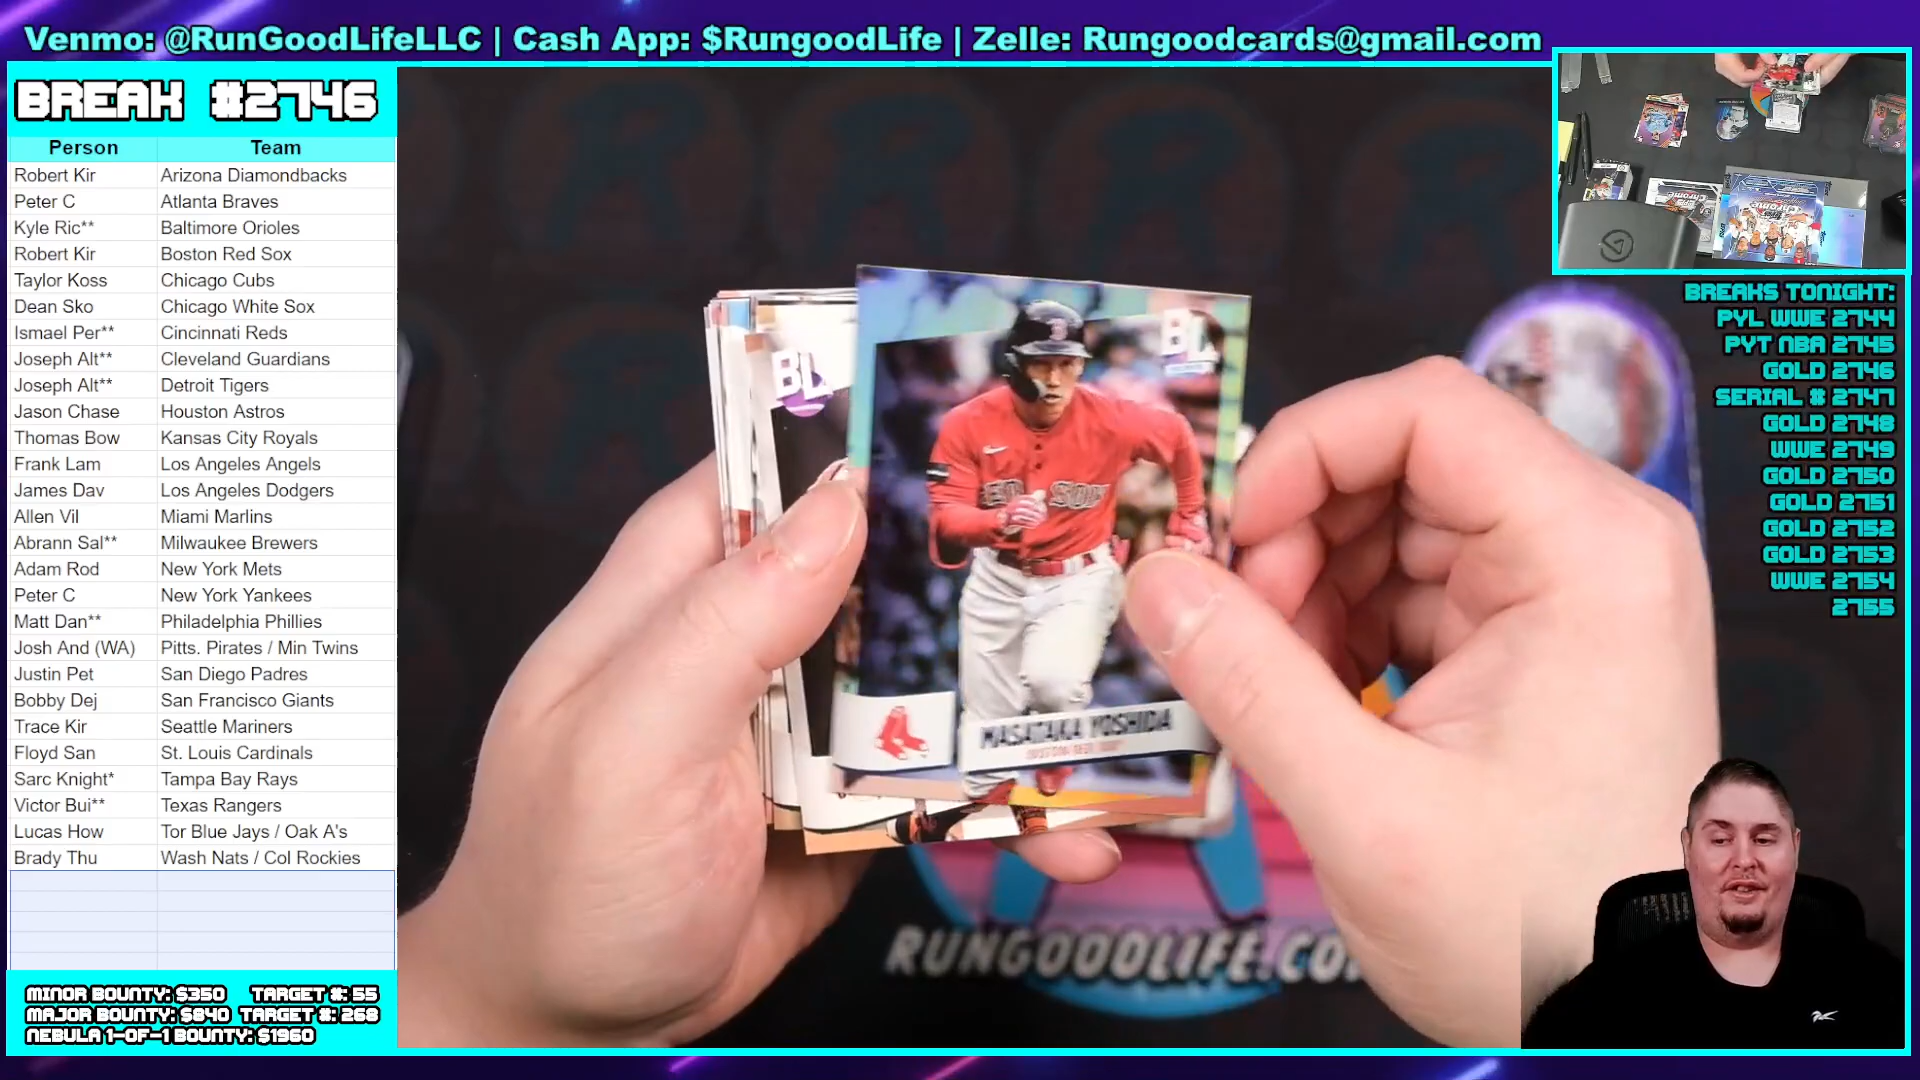 Venmo: @RunGoodLifeLLC | Cash App: $RungoodLife | Zelle: Rungoodcards@gmail.com
BREAK #2746
Person Team
Robert Kir Arizona Diamondbacks
Peter C Atlanta Braves
Kyle Ric** Baltimore Orioles
Robert Kir Boston Red Sox
Taylor Koss Chicago Cubs
Dean Sko Chicago White Sox
Ismael Per** Cincinnati Reds
Joseph Alt** Cleveland Guardians
Joseph Alt** Detroit Tigers
Jason Chase Houston Astros
Thomas Bow Kansas City Royals
Frank Lam Los Angeles Angels
James Dav Los Angeles Dodgers
Allen Vil Miami Marlins
Abrann Sal** Milwaukee Brewers
Adam Rod New York Mets
Peter C New York Yankees
Matt Dan** Philadelphia Phillies
Josh And (WA) Pitts. Pirates / Min Twins
Justin Pet San Diego Padres
Bobby Dej San Francisco Giants
Trace Kir Seattle Mariners
Floyd San St. Louis Cardinals
Sarc Knight* Tampa Bay Rays
Victor Bui** Texas Rangers
Lucas How Tor Blue Jays / Oak A's
Brady Thu Wash Nats / Col Rockies
MINOR BOUNTY: $350 TARGET #: 55
MAJOR BOUNTY: $840 TARGET #: 268
NEBULA 1-OF-1 BOUNTY: $1960
BL
BL
MASATAKA YOSHIDA
RUNGOODLIFE.CO
BREAKS TONIGHT:
PYL WWE 2744
PYT NBA 2745
GOLD 2746
SERIAL # 2747
GOLD 2748
WWE 2749
GOLD 2750
GOLD 2751
GOLD 2752
GOLD 2753
WWE 2754
2755